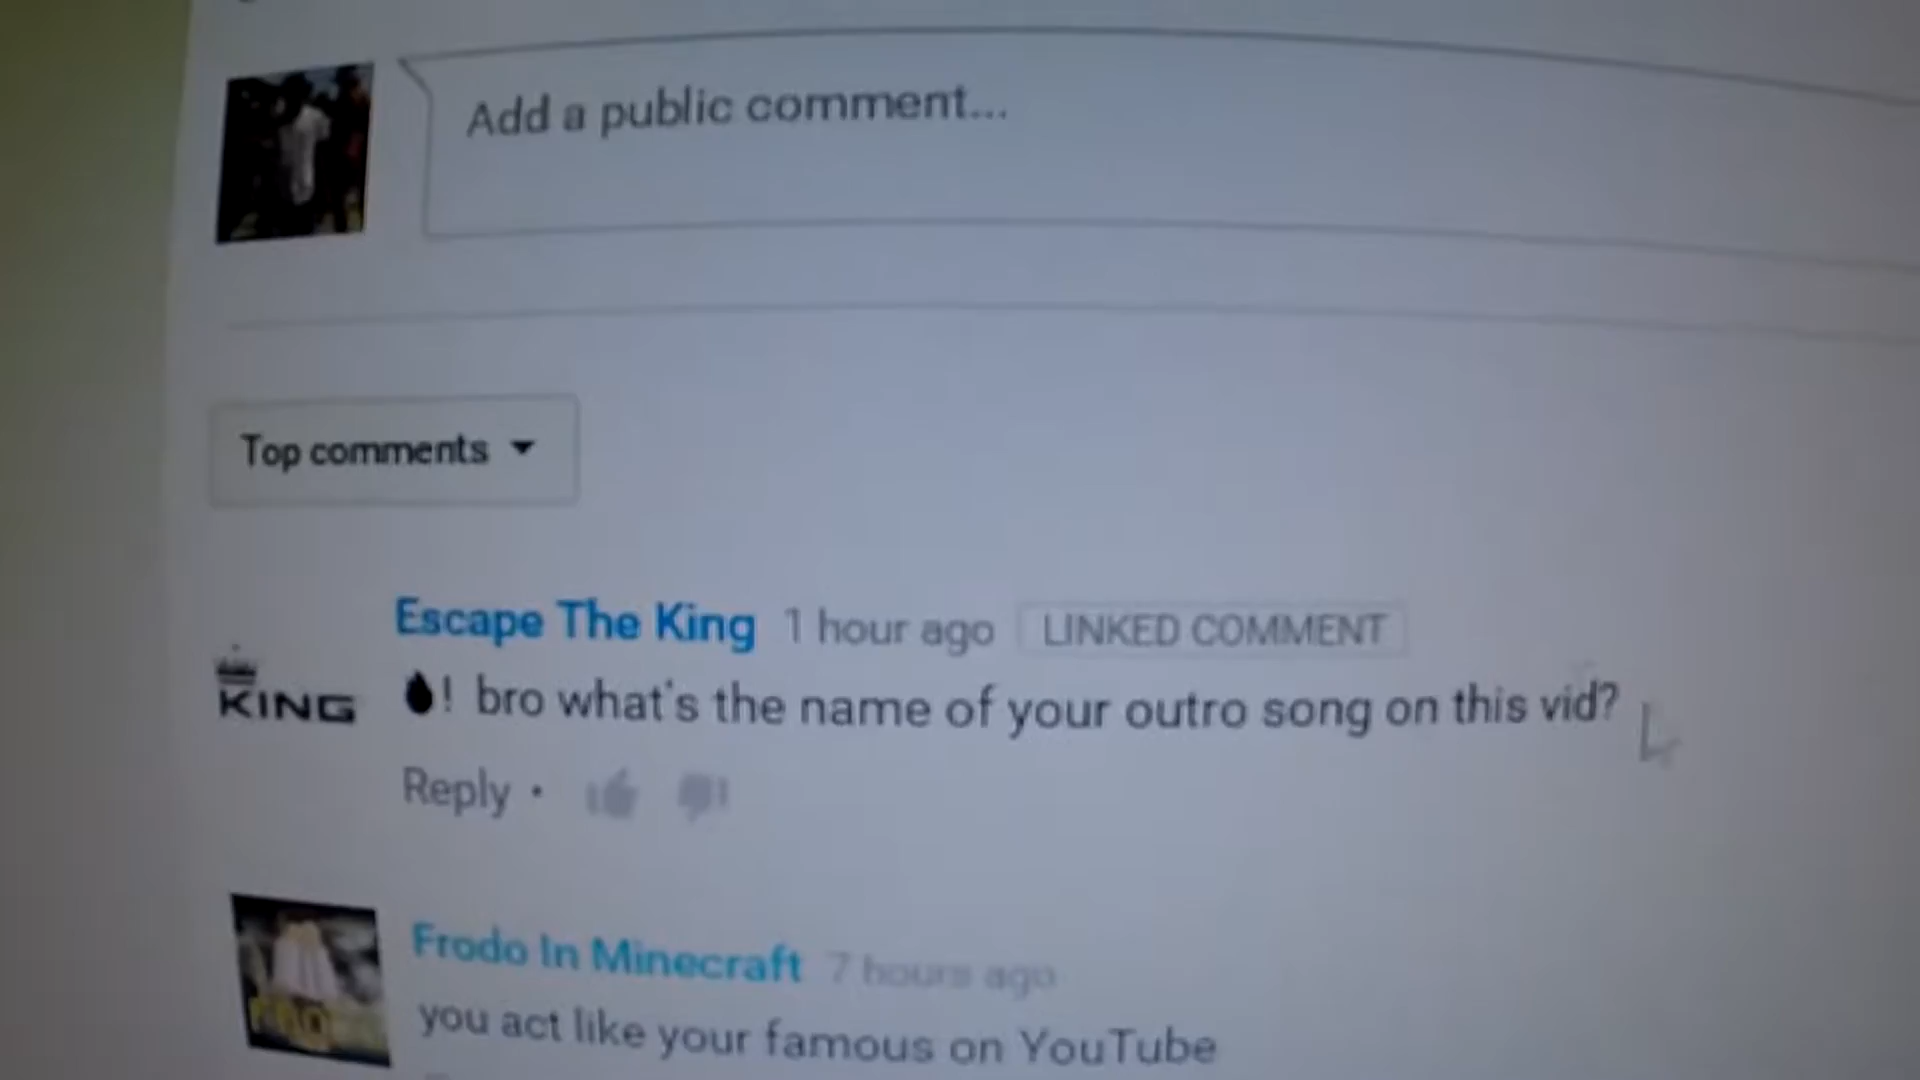 Add a public comment...
Top comments
Escape The King 1 hour ago LINKED COMMENT
KING
🔥! bro what's the name of your outro song on this vid?
Reply •
Frodo In Minecraft 7 hours ago
you act like your famous on YouTube